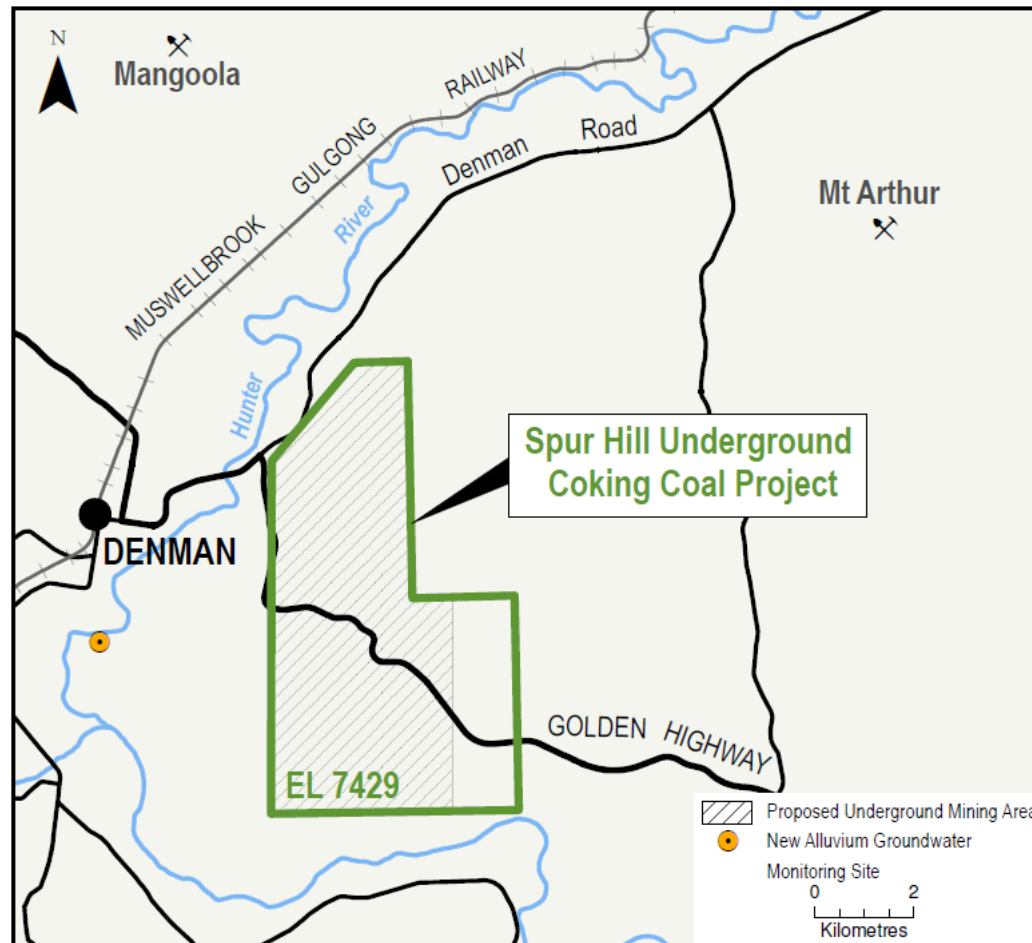 N
Mangoola
MUSWELLBROOK GULGONG RAILWAY
Denman Road
Mt Arthur
Hunter River
Spur Hill Underground
Coking Coal Project
DENMAN
GOLDEN HIGHWAY
EL 7429
Proposed Underground Mining Area
New Alluvium Groundwater
Monitoring Site
0 2
Kilometres